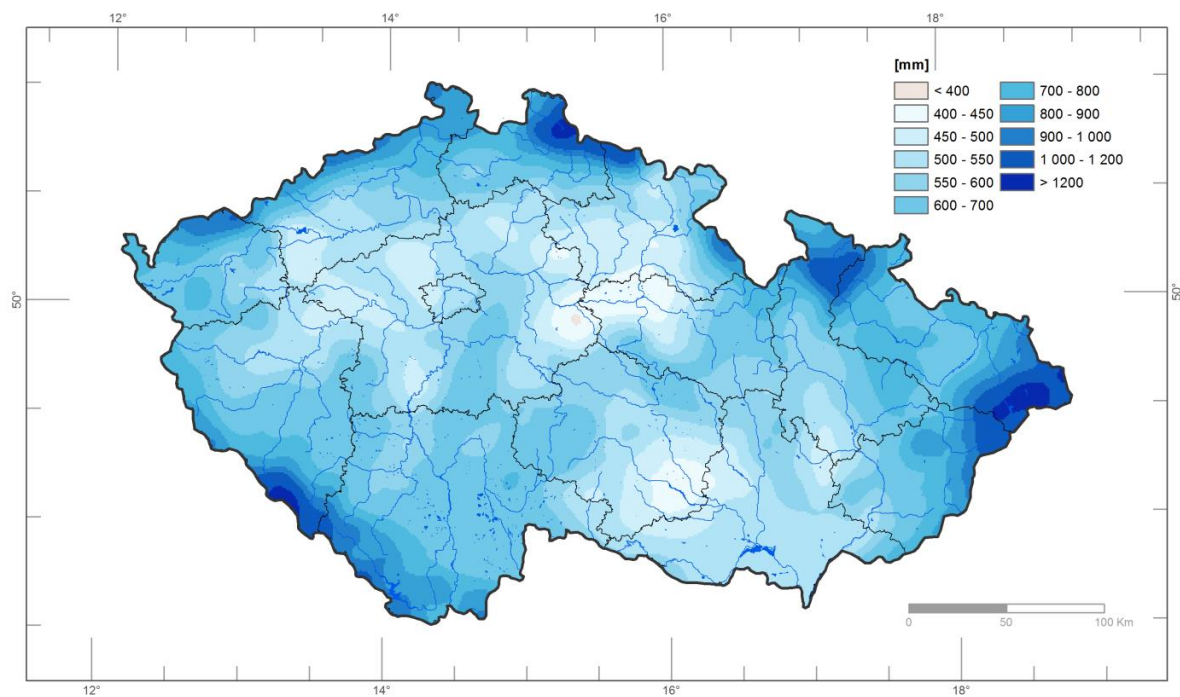 12° 14° 16° 18°
[mm]
< 400 700 - 800
400 - 450 800 - 900
450 - 500 900 - 1 000
500 - 550 1 000 - 1 200
550 - 600 > 1200
600 - 700
50° 50°
0 50 100 Km
12° 14° 16° 18°